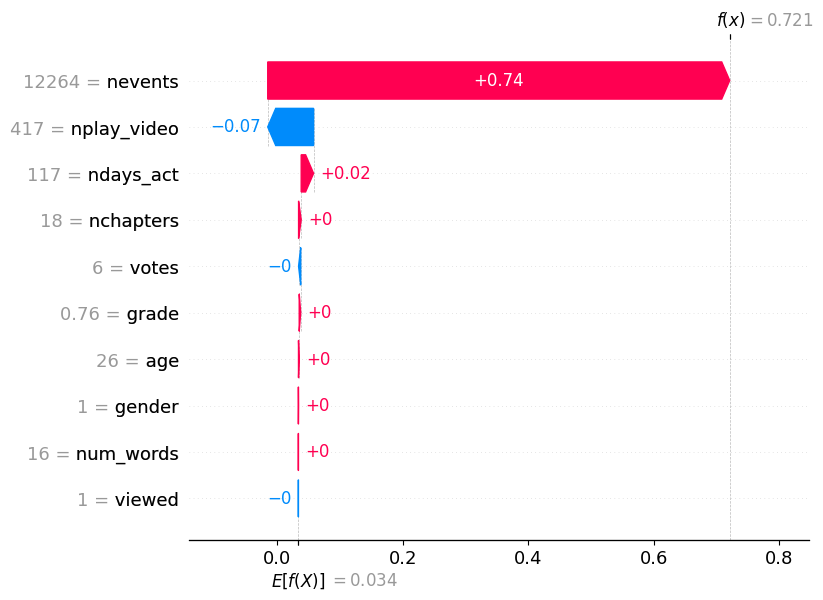 f(x) = 0.721
12264 = nevents
+0.74
417 = nplay_video
−0.07
117 = ndays_act
+0.02
18 = nchapters
+0
6 = votes
−0
0.76 = grade
+0
26 = age
+0
1 = gender
+0
16 = num_words
+0
1 = viewed
−0
0.0 0.2 0.4 0.6 0.8
E[f(X)] = 0.034